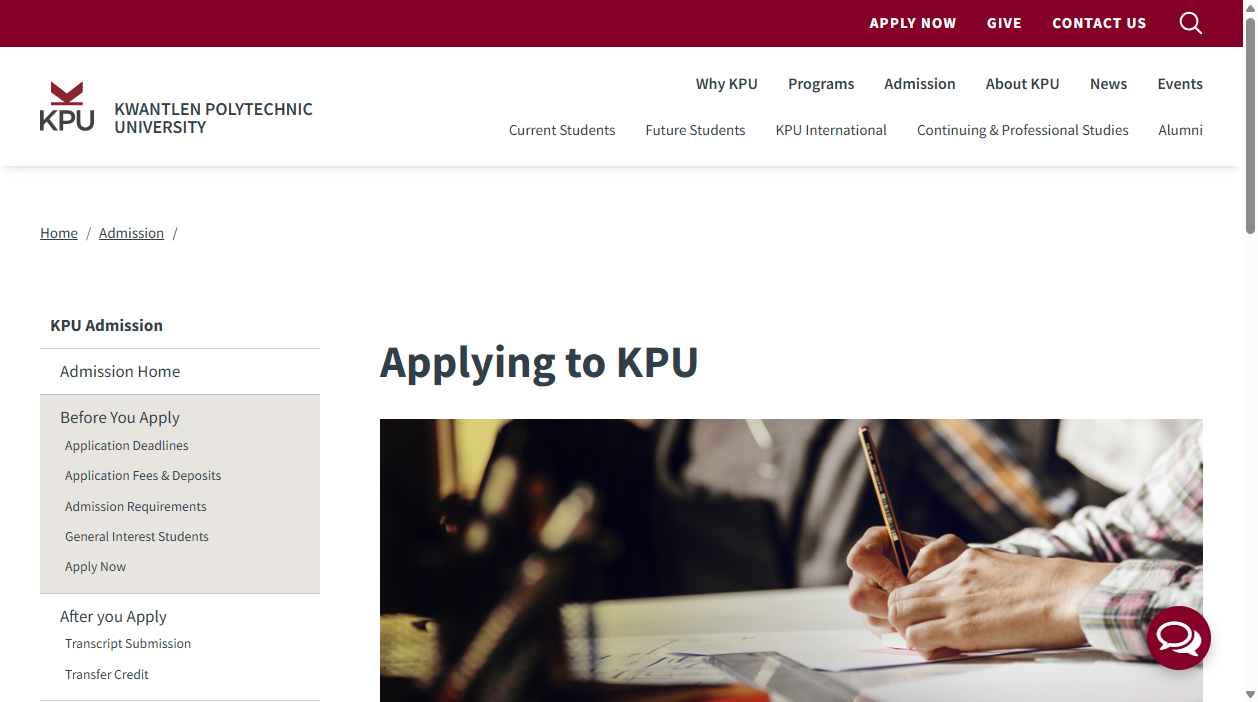 APPLY NOW GIVE CONTACT US
KPU
KWANTLEN POLYTECHNIC
UNIVERSITY
Why KPU Programs Admission About KPU News Events
Current Students Future Students KPU International Continuing & Professional Studies Alumni
Home / Admission /
KPU Admission
Admission Home
Before You Apply
Application Deadlines
Application Fees & Deposits
Admission Requirements
General Interest Students
Apply Now
After you Apply
Transcript Submission
Transfer Credit
Applying to KPU